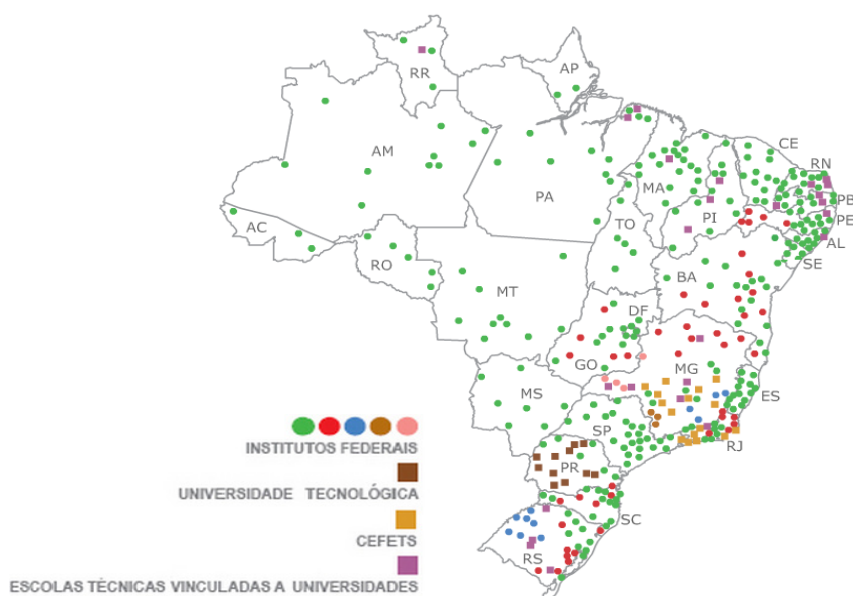 RR
AP
AM
PA
CE
RN
MA
PB
PI
PE
AC
TO
AL
RO
SE
BA
MT
DF
GO
MG
MS
ES
SP
RJ
PR
SC
RS
INSTITUTOS FEDERAIS
UNIVERSIDADE TECNOLÓGICA
CEFETS
ESCOLAS TÉCNICAS VINCULADAS A UNIVERSIDADES